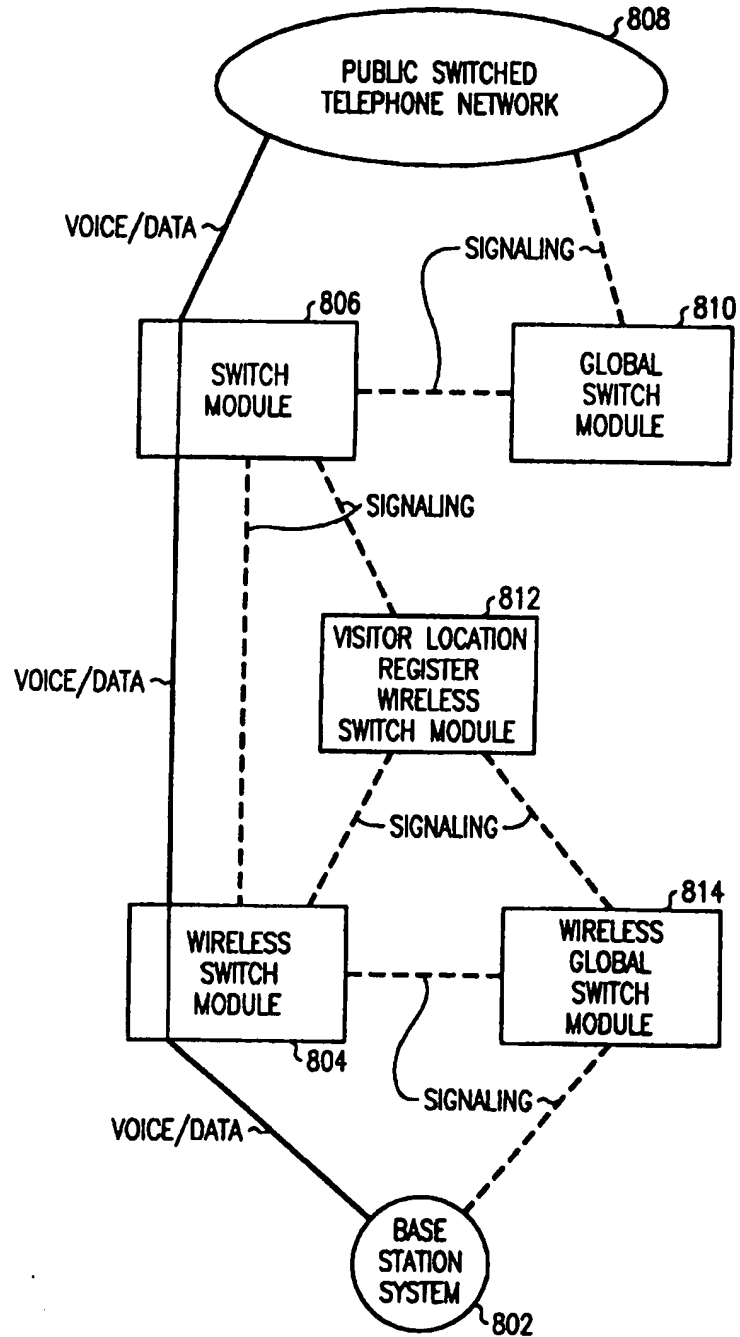 808
PUBLIC SWITCHED
TELEPHONE NETWORK
VOICE/DATA
SIGNALING
806
SWITCH
MODULE
810
GLOBAL
SWITCH
MODULE
SIGNALING
812
VISITOR LOCATION
REGISTER
WIRELESS
SWITCH MODULE
VOICE/DATA
SIGNALING
WIRELESS
SWITCH
MODULE
804
814
WIRELESS
GLOBAL
SWITCH
MODULE
SIGNALING
VOICE/DATA
BASE
STATION
SYSTEM
802